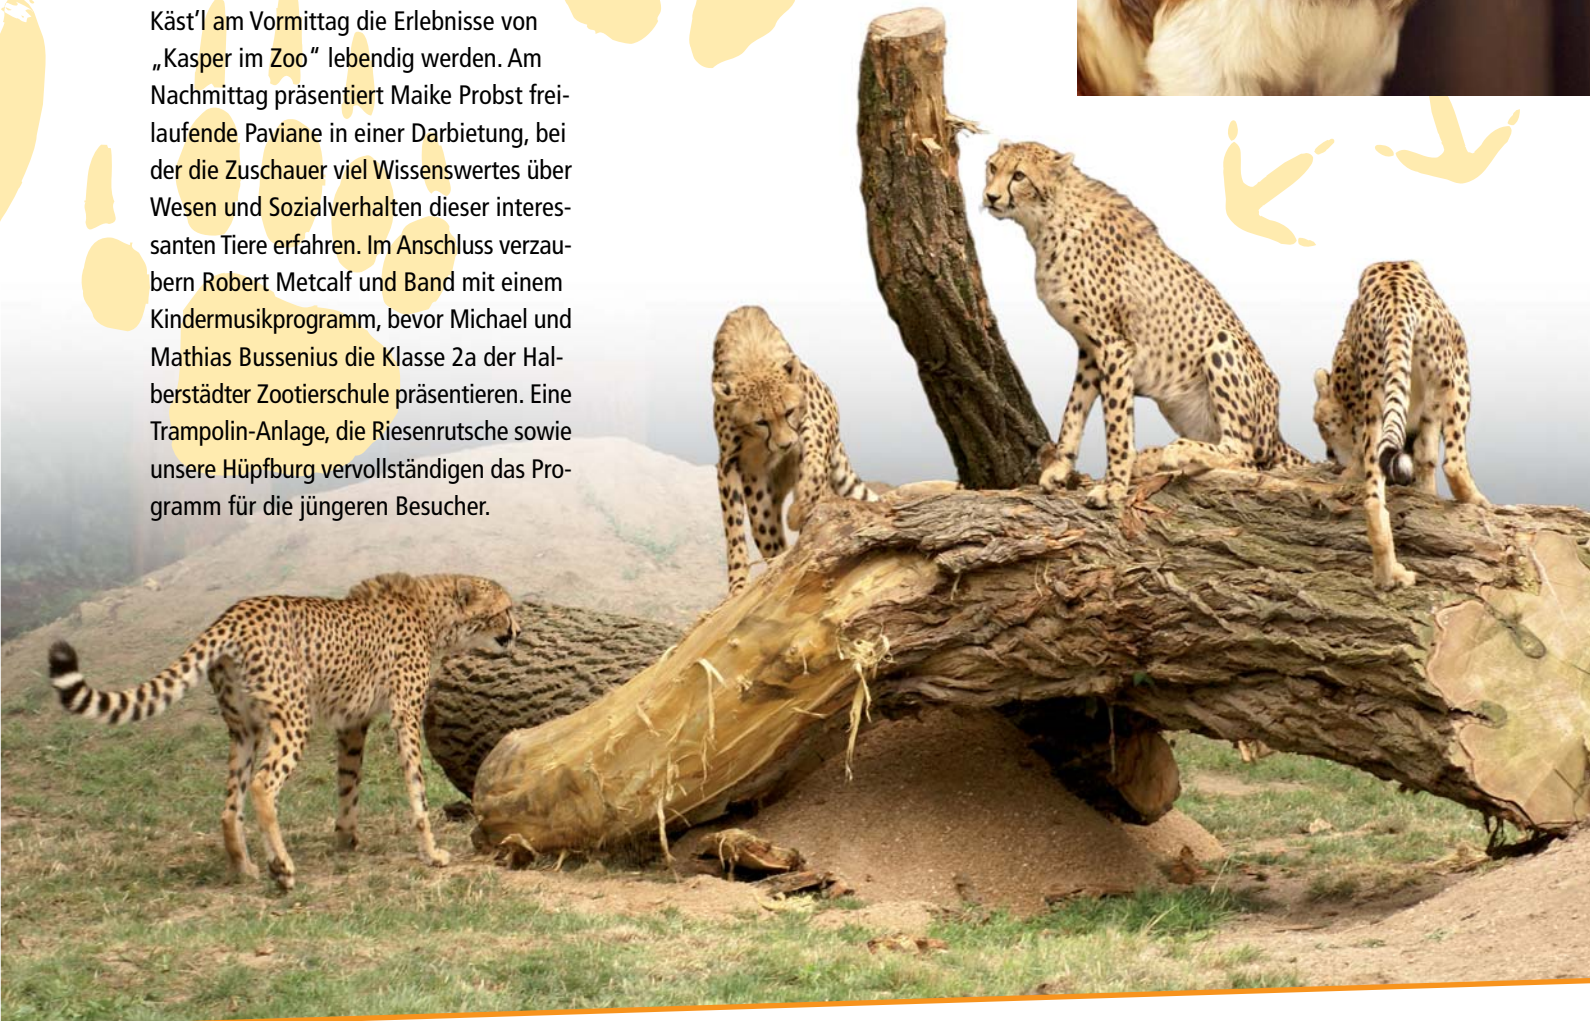 Käst’l am Vormittag die Erlebnisse von
„Kasper im Zoo“ lebendig werden. Am
Nachmittag präsentiert Maike Probst frei-
laufende Paviane in einer Darbietung, bei
der die Zuschauer viel Wissenswertes über
Wesen und Sozialverhalten dieser interes-
santen Tiere erfahren. Im Anschluss verzau-
bern Robert Metcalf und Band mit einem
Kindermusikprogramm, bevor Michael und
Mathias Bussenius die Klasse 2a der Hal-
berstädter Zootierschule präsentieren. Eine
Trampolin-Anlage, die Riesenrutsche sowie
unsere Hüpfburg vervollständigen das Pro-
gramm für die jüngeren Besucher.